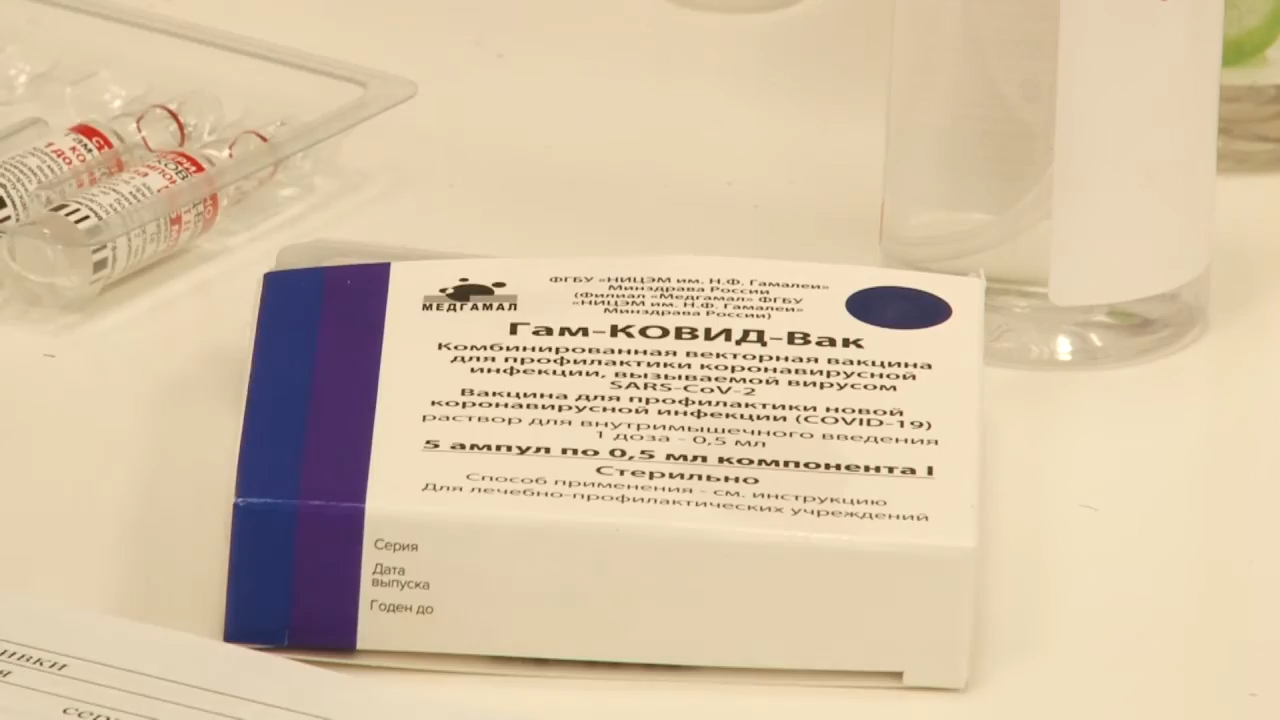 МЕДГАМАЛ
ФГБУ «НИЦЭМ им. Н.Ф. Гамалеи»
Минздрава России
(Филиал «Медгамал» ФГБУ
«НИЦЭМ им. Н.Ф. Гамалеи»
Минздрава России)
Гам-КОВИД-Вак
Комбинированная векторная вакцина
для профилактики коронавирусной
инфекции, вызываемой вирусом
SARS-CoV-2
Вакцина для профилактики новой
коронавирусной инфекции (COVID-19)
раствор для внутримышечного введения
1 доза - 0,5 мл
5 ампул по 0,5 мл компонента I
Стерильно
Способ применения - см. инструкцию
Для лечебно-профилактических учреждений
Серия
Дата
выпуска
Годен до